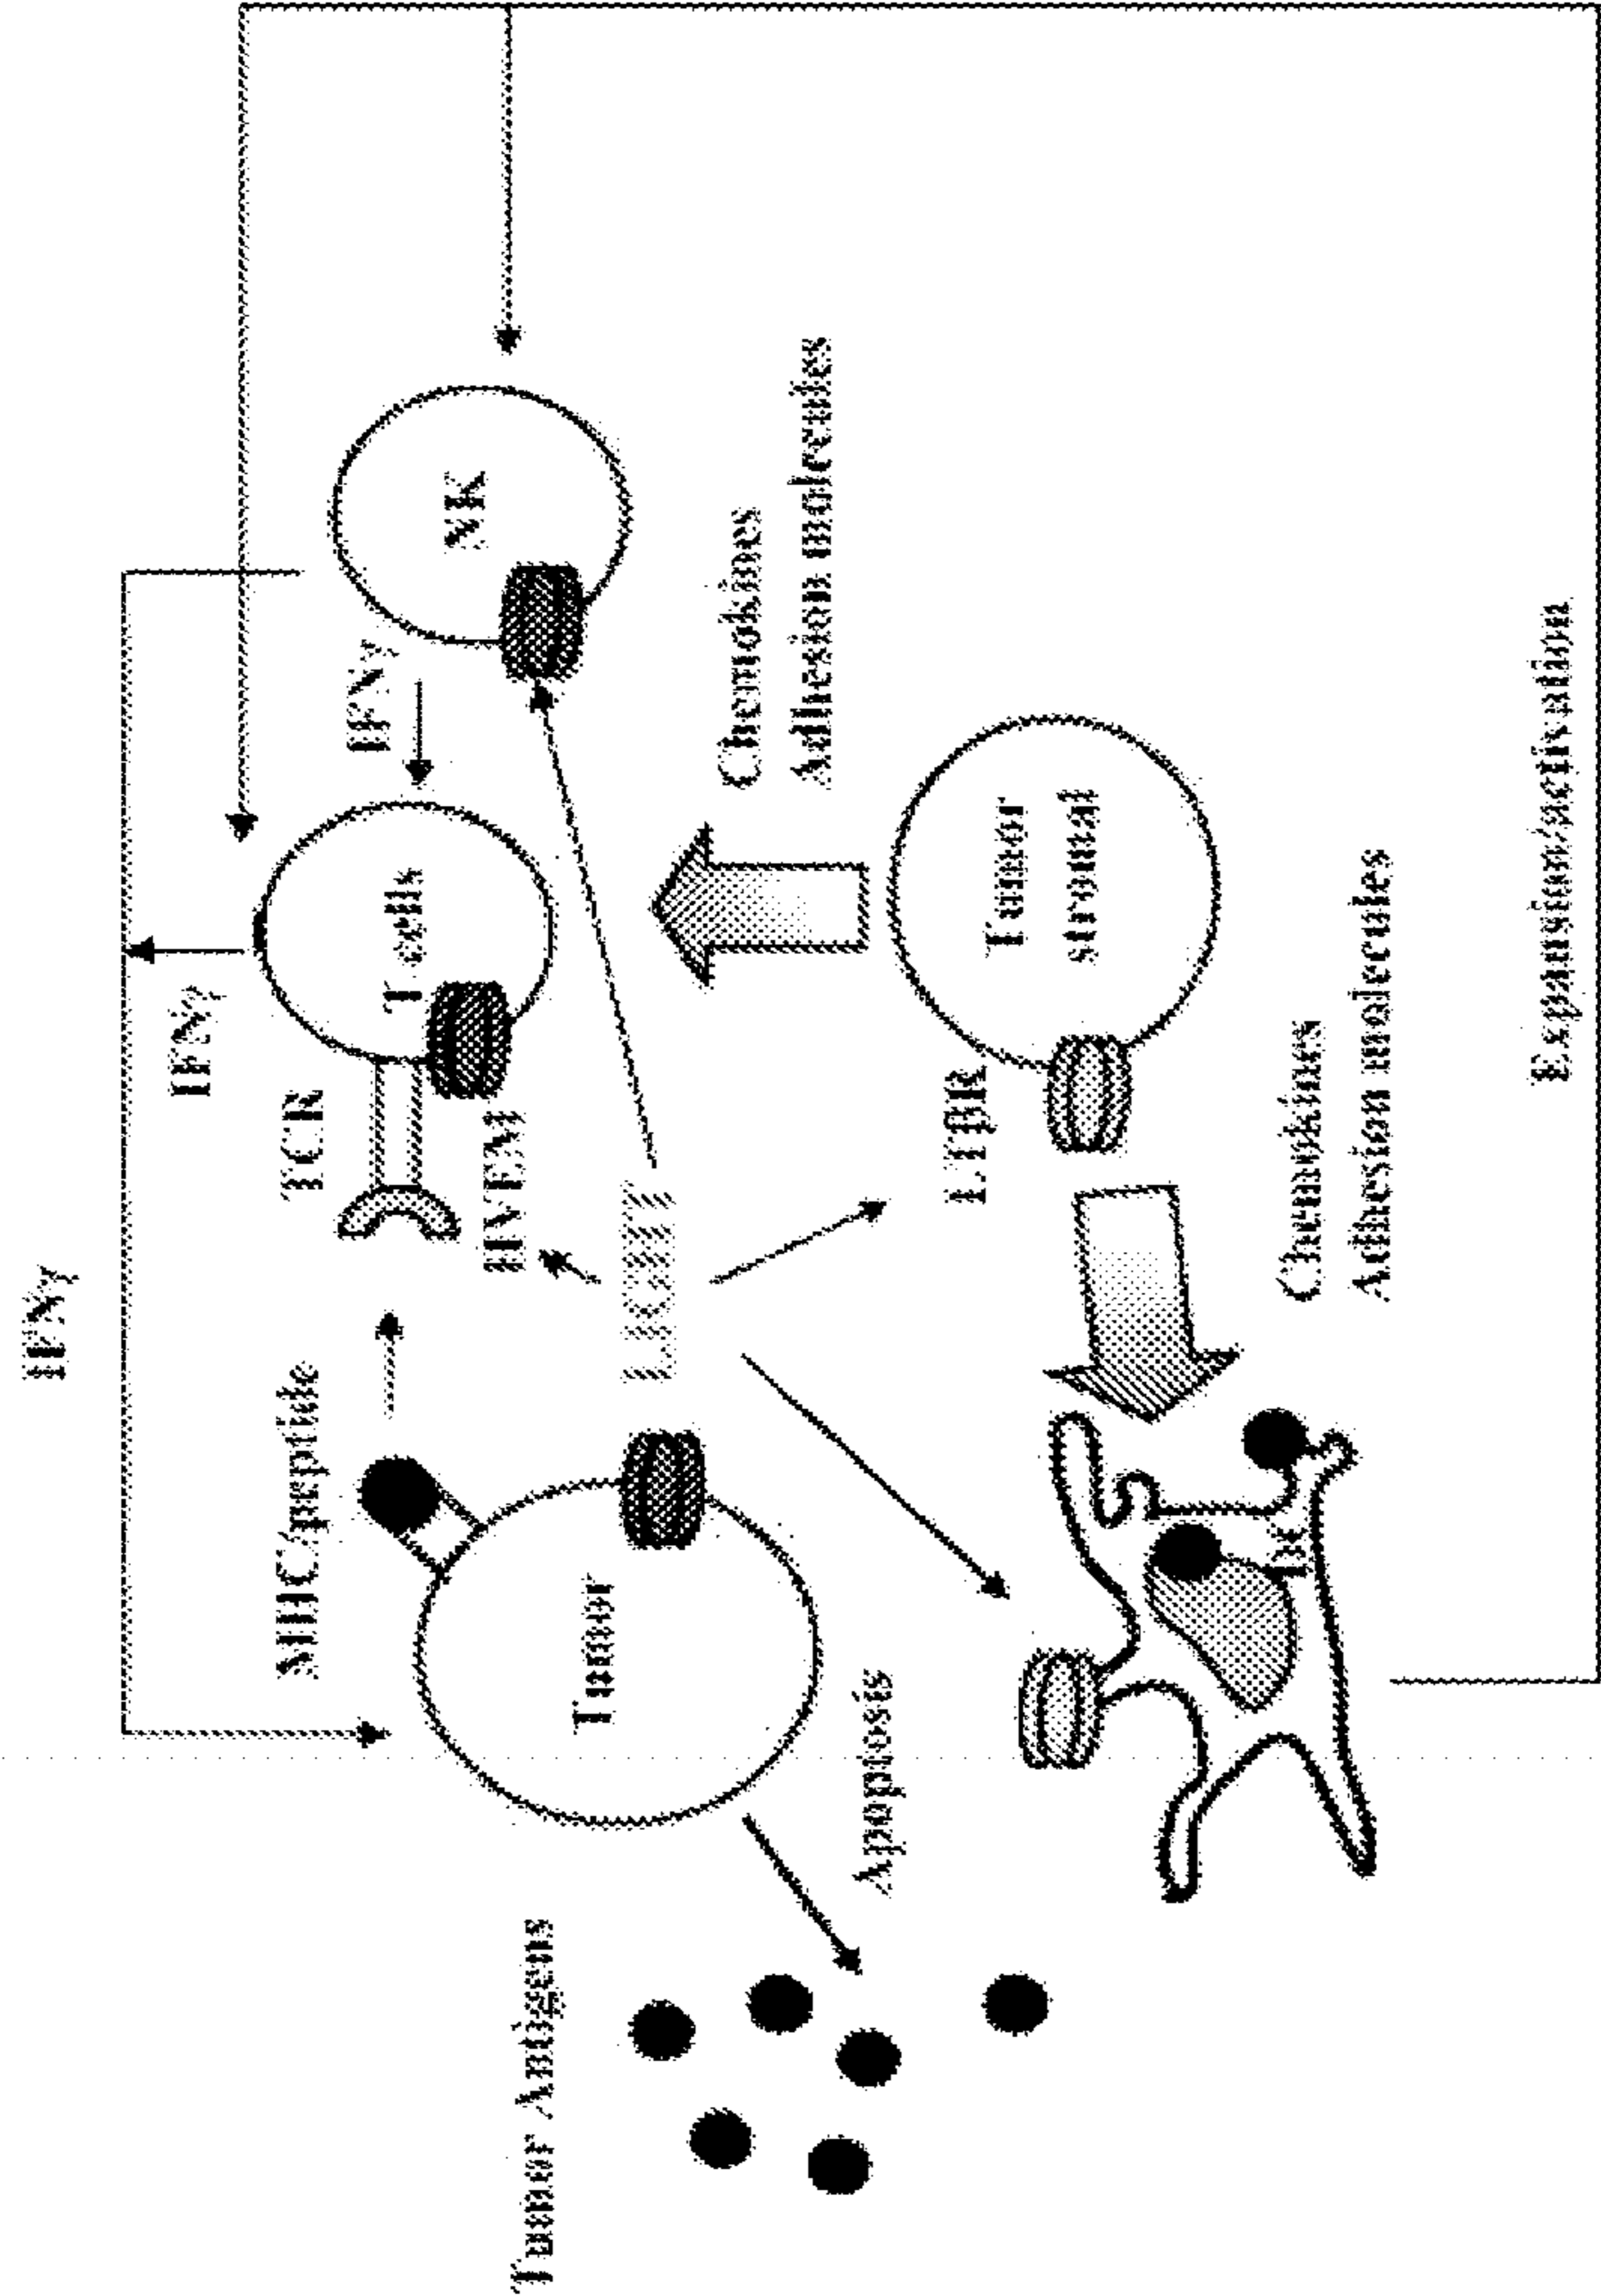 IFNγ
IFNγ
MHC/peptide
TCR
IFNγ
T cells
NK
HVEM
Tumor Antigens
Tumor
LIGHT
Chemokines
Adhesion molecules
Apoptosis
LTβR
Tumor
stromal
DC
Chemokines
Adhesion molecules
Expansion/activation